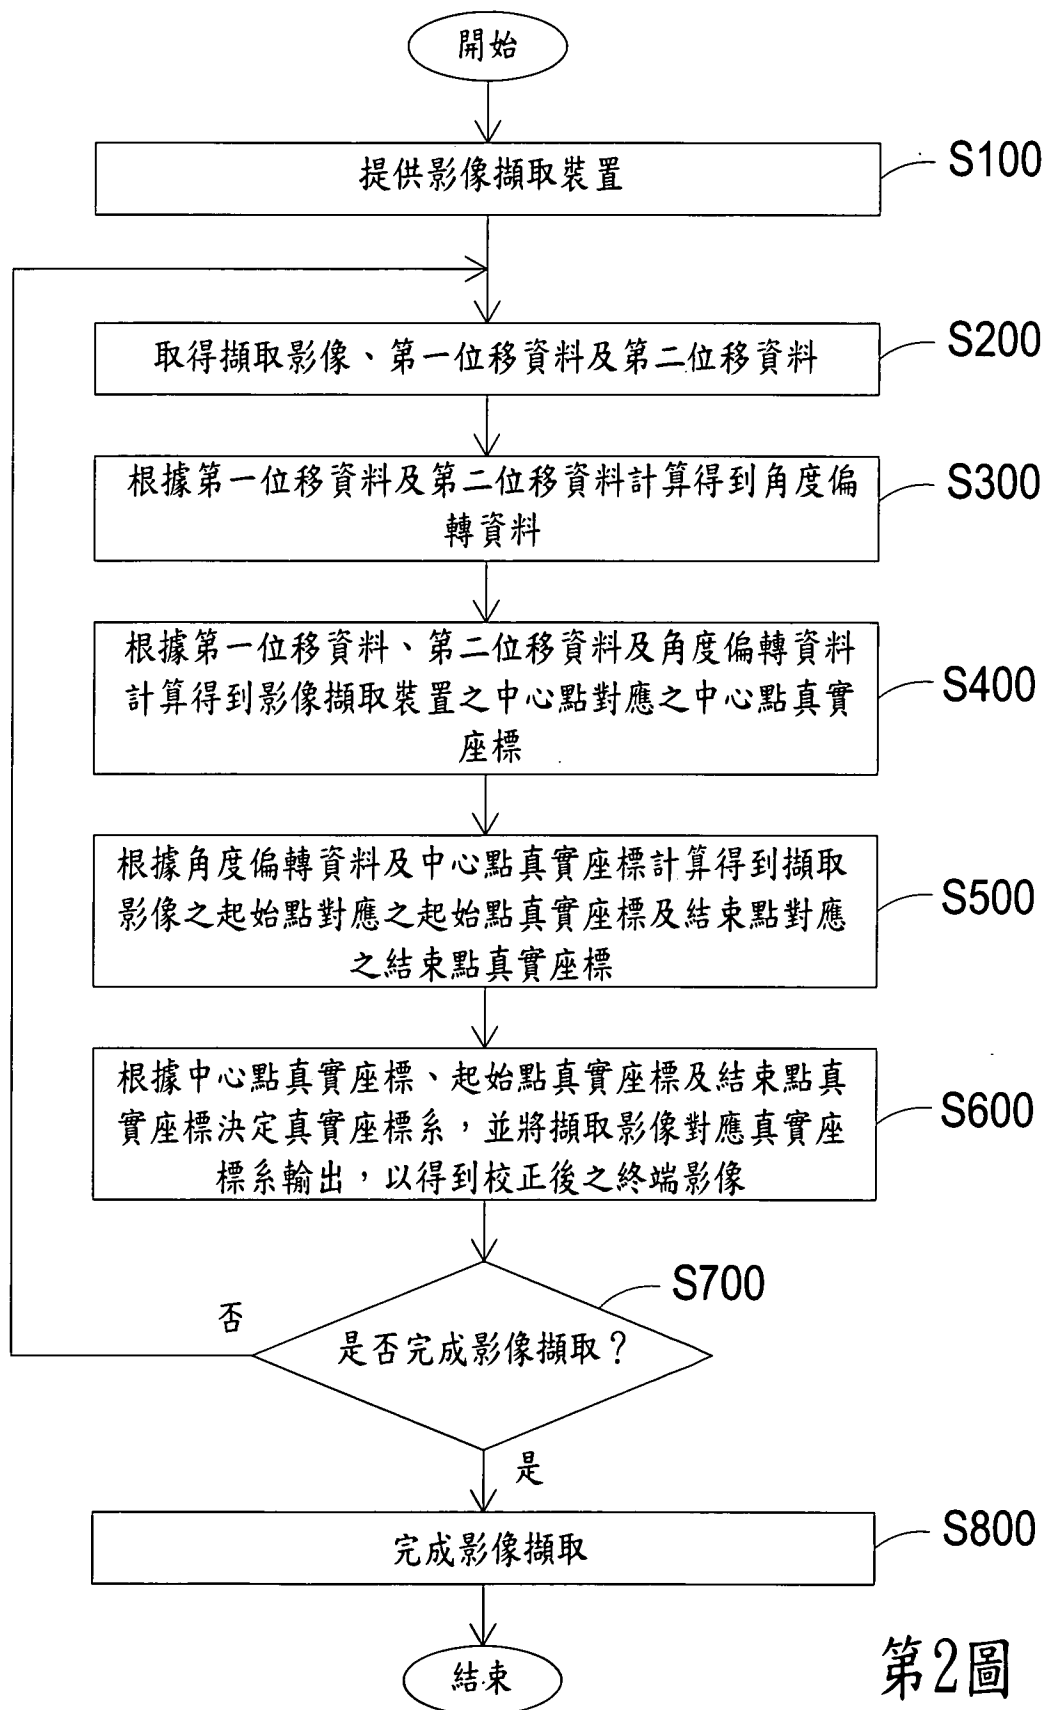 開始
提供影像擷取裝置
S100
取得擷取影像、第一位移資料及第二位移資料
S200
根據第一位移資料及第二位移資料計算得到角度偏
轉資料
S300
根據第一位移資料、第二位移資料及角度偏轉資料
計算得到影像擷取裝置之中心點對應之中心點真實
座標
S400
根據角度偏轉資料及中心點真實座標計算得到擷取
影像之起始點對應之起始點真實座標及結束點對應
之結束點真實座標
S500
根據中心點真實座標、起始點真實座標及結束點真
實座標決定真實座標系，並將擷取影像對應真實座
標系輸出，以得到校正後之終端影像
S600
S700
否
是否完成影像擷取？
是
完成影像擷取
S800
結束
第2圖